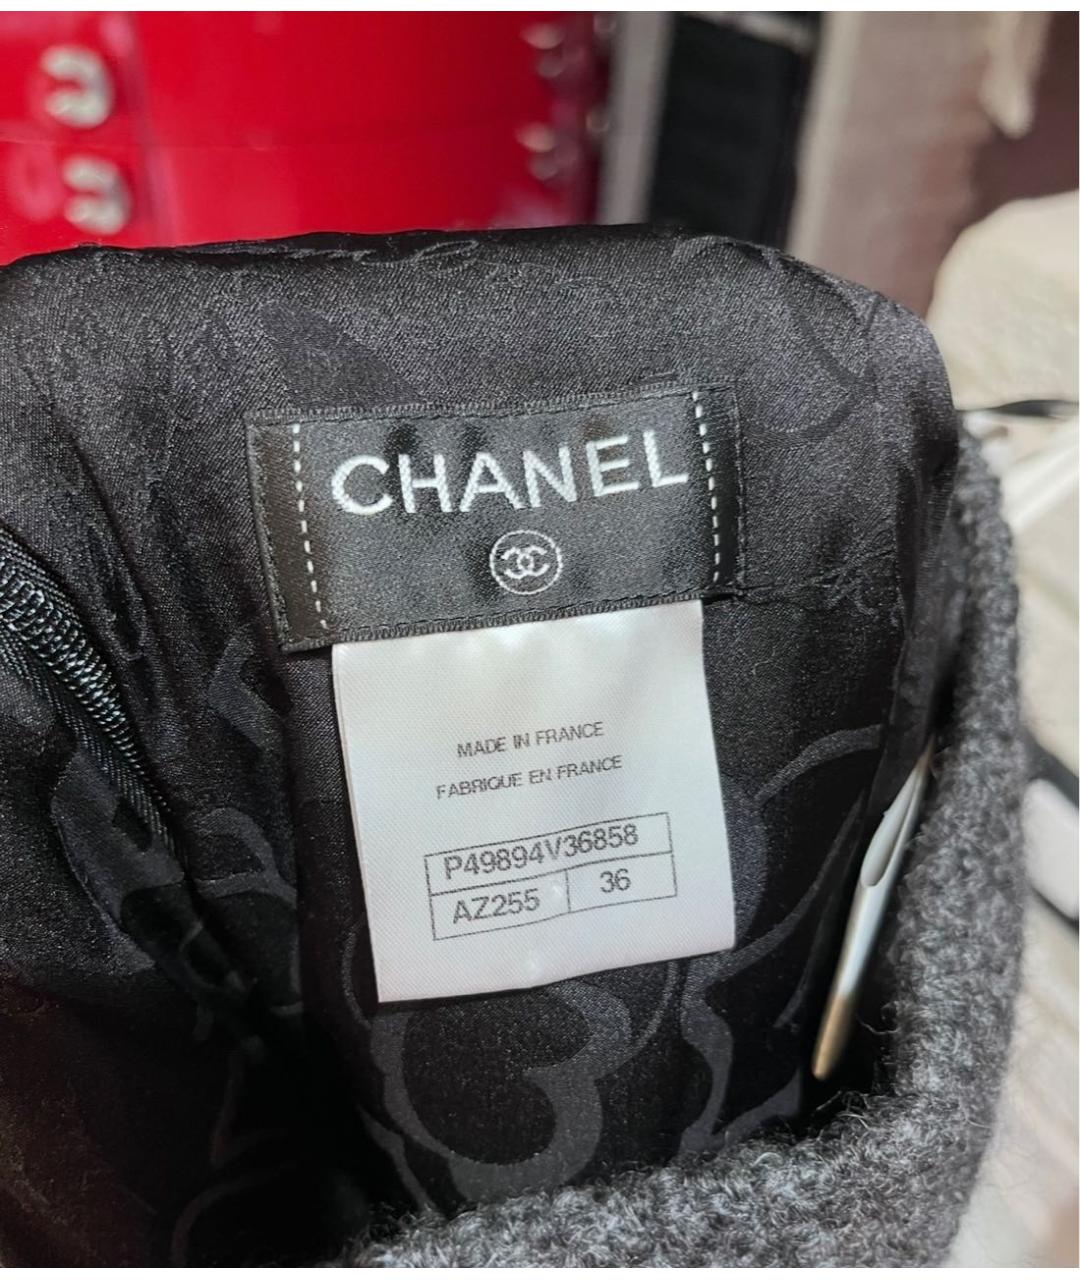 CHANEL
MADE IN FRANCE
FABRIQUE EN FRANCE
P49894V36858
AZ255 36